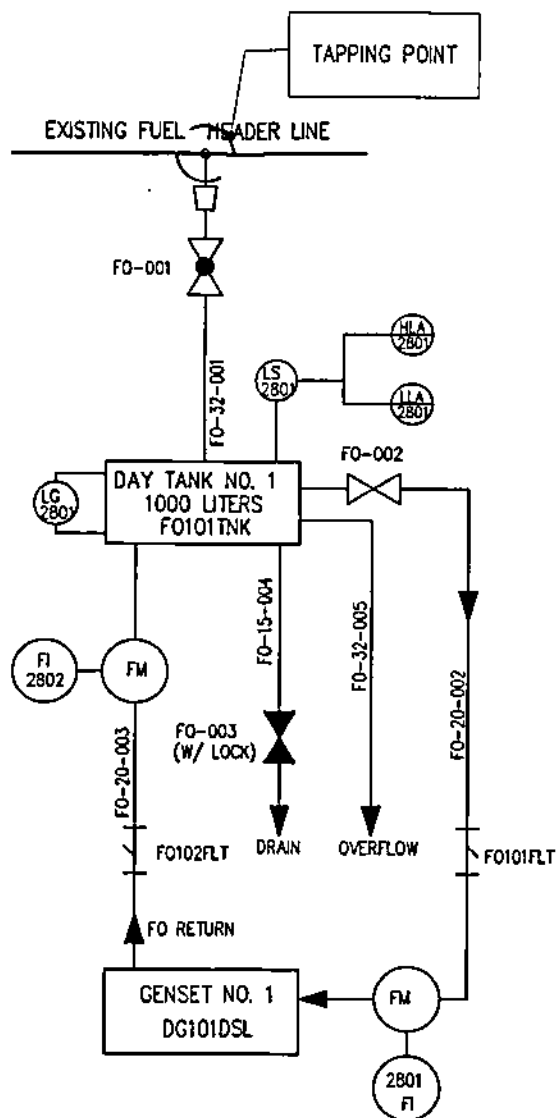 TAPPING POINT
EXISTING FUEL HEADER LINE
FO-001
FO-32-001
HLA
2801
LS
2801
LLA
2801
FO-002
DAY TANK NO. 1
1000 LITERS
FO101TNK
LG
2801
FO-15-004
FO-32-005
FO-20-002
FI
2802
FM
FO-20-003
FO-003
(W/ LOCK)
FO102FLT
DRAIN
OVERFLOW
FO101FLT
FO RETURN
GENSET NO. 1
DG101DSL
FM
2801
FI